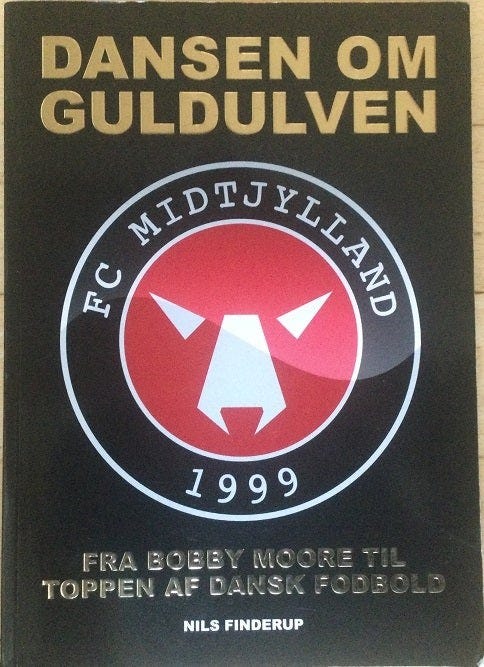 DANSEN OM
GULDULVEN
FC MIDTJYLLAND
1999
FRA BOBBY MOORE TIL
TOPPEN AF DANSK FODBOLD
NILS FINDERUP